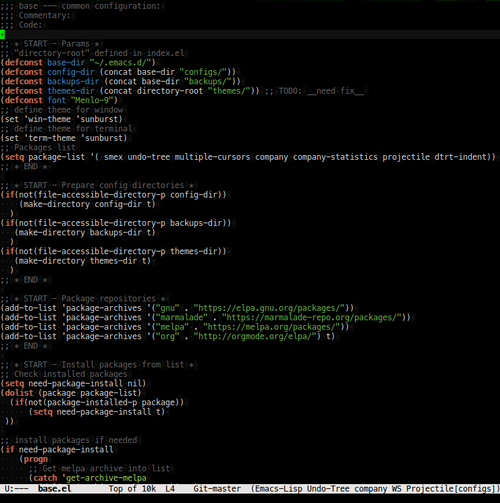 ;;; base --- common configuration:
;;; Commentary:
;;; Code:
;; * START - Params *
;; "directory-root" defined in index.el
(defconst base-dir "~/.emacs.d/")
(defconst config-dir (concat base-dir "configs/"))
(defconst backups-dir (concat base-dir "backups/"))
(defconst themes-dir (concat directory-root "themes/")) ;; TODO: __need fix__
(defconst font "Menlo-9")
;; define theme for window
(set 'win-theme 'sunburst)
;; define theme for terminal
(set 'term-theme 'sunburst)
;; Packages list
(setq package-list '( smex undo-tree multiple-cursors company company-statistics projectile dtrt-indent))
;; * END *
;; * START - Prepare config directories *
(if(not(file-accessible-directory-p config-dir))
(make-directory config-dir t)
)
(if(not(file-accessible-directory-p backups-dir))
(make-directory backups-dir t)
)
(if(not(file-accessible-directory-p themes-dir))
(make-directory themes-dir t)
)
;; * END *
;; * START - Package repositories *
(add-to-list 'package-archives '("gnu" . "https://elpa.gnu.org/packages/"))
(add-to-list 'package-archives '("marmalade" . "https://marmalade-repo.org/packages/"))
(add-to-list 'package-archives '("melpa" . "https://melpa.org/packages/"))
(add-to-list 'package-archives '("org" . "http://orgmode.org/elpa/") t)
;; * END *
;; * START - Install packages from list *
;; Check installed packages
(setq need-package-install nil)
(dolist (package package-list)
(if(not(package-installed-p package))
(setq need-package-install t)
))
;; install packages if needed
(if need-package-install
(progn
;; Get melpa archive into list
(catch 'get-archive-melpa
U:--- base.el Top of 10k L4 Git-master (Emacs-Lisp Undo-Tree company WS Projectile[configs])